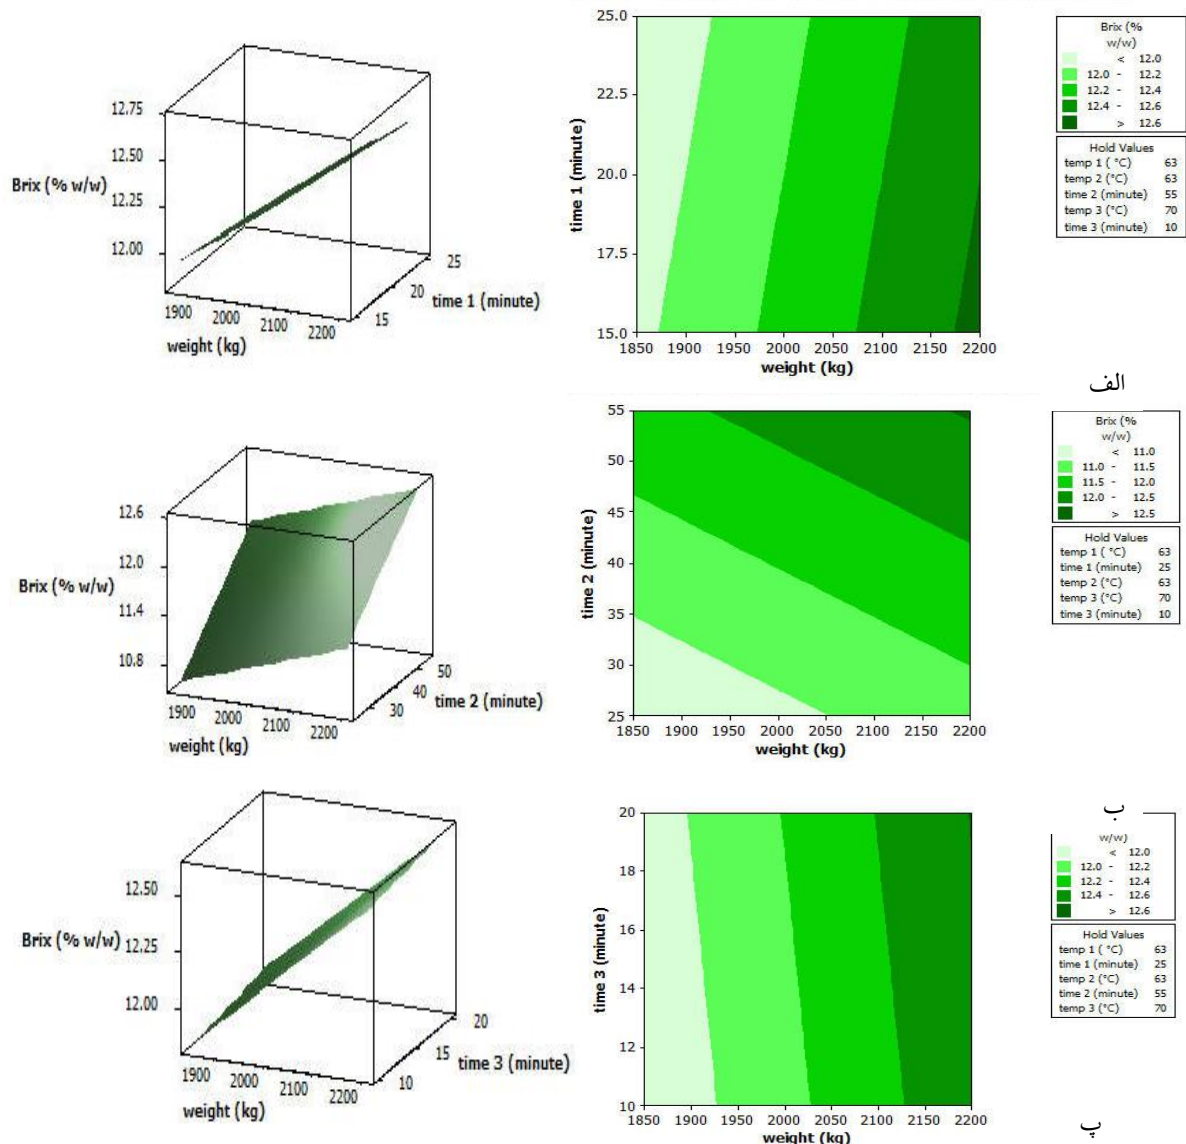 12.75
12.50
Brix (% w/w)
12.25
12.00
25
20
time 1 (minute)
15
1900
2000
2100
2200
weight (kg)
25.0
22.5
time 1 (minute)
20.0
17.5
15.0
1850 1900 1950 2000 2050 2100 2150 2200
weight (kg)
Brix (%
w/w)
< 12.0
12.0 - 12.2
12.2 - 12.4
12.4 - 12.6
> 12.6
Hold Values
temp 1 ( °C) 63
temp 2 (°C) 63
time 2 (minute) 55
temp 3 (°C) 70
time 3 (minute) 10
الف
12.6
12.0
Brix (% w/w)
11.4
10.8
50
40
time 2 (minute)
30
1900
2000
2100
2200
weight (kg)
55
50
45
time 2 (minute)
40
35
30
25
1850 1900 1950 2000 2050 2100 2150 2200
weight (kg)
Brix (%
w/w)
< 11.0
11.0 - 11.5
11.5 - 12.0
12.0 - 12.5
> 12.5
Hold Values
temp 1 ( °C) 63
time 1 (minute) 25
temp 2 (°C) 63
temp 3 (°C) 70
time 3 (minute) 10
ب
12.50
Brix (% w/w)
12.25
12.00
20
15
time 3 (minute)
10
1900
2000
2100
2200
weight (kg)
20
18
16
time 3 (minute)
14
12
10
1850 1900 1950 2000 2050 2100 2150 2200
weight (kg)
w/w)
< 12.0
12.0 - 12.2
12.2 - 12.4
12.4 - 12.6
> 12.6
Hold Values
temp 1 ( °C) 63
time 1 (minute) 25
temp 2 (°C) 63
time 2 (minute) 55
temp 3 (°C) 70
پ